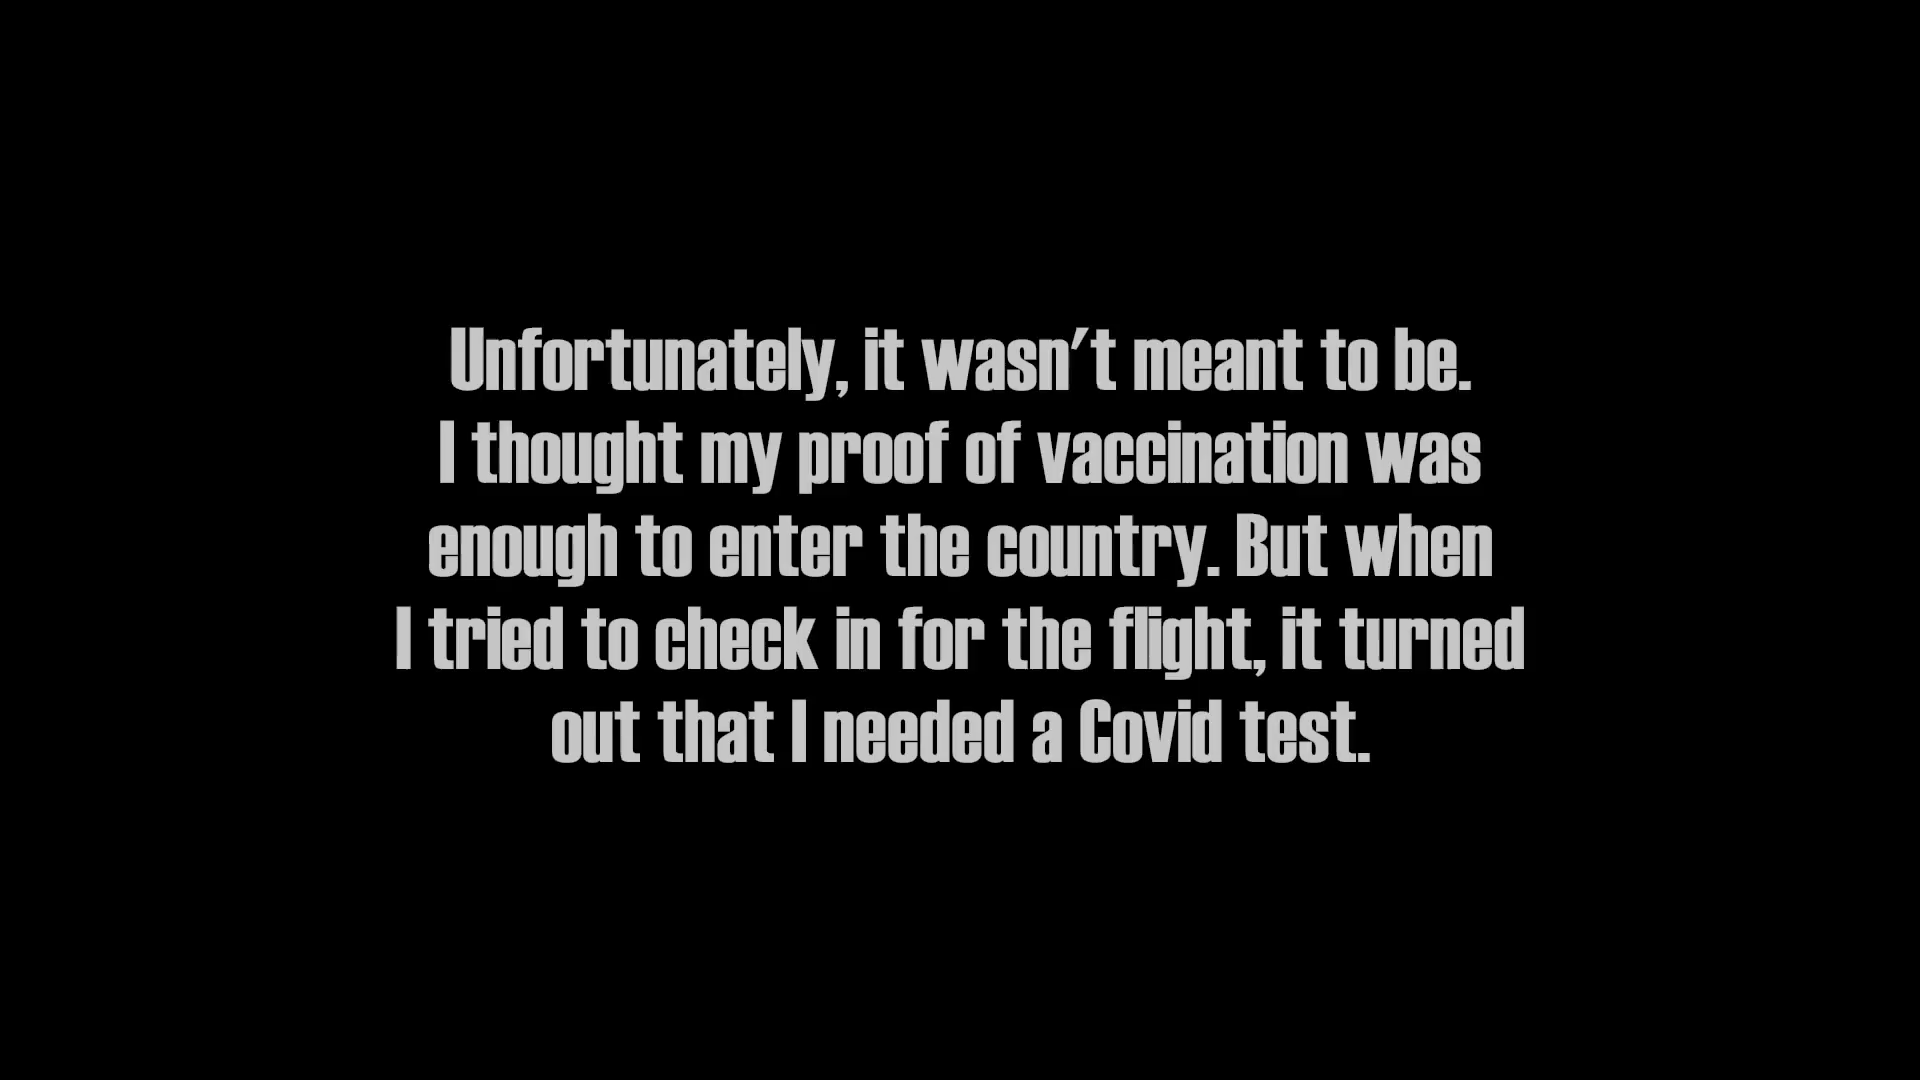 Unfortunately, it wasn't meant to be.
I thought my proof of vaccination was
enough to enter the country. But when
I tried to check in for the flight, it turned
out that I needed a Covid test.